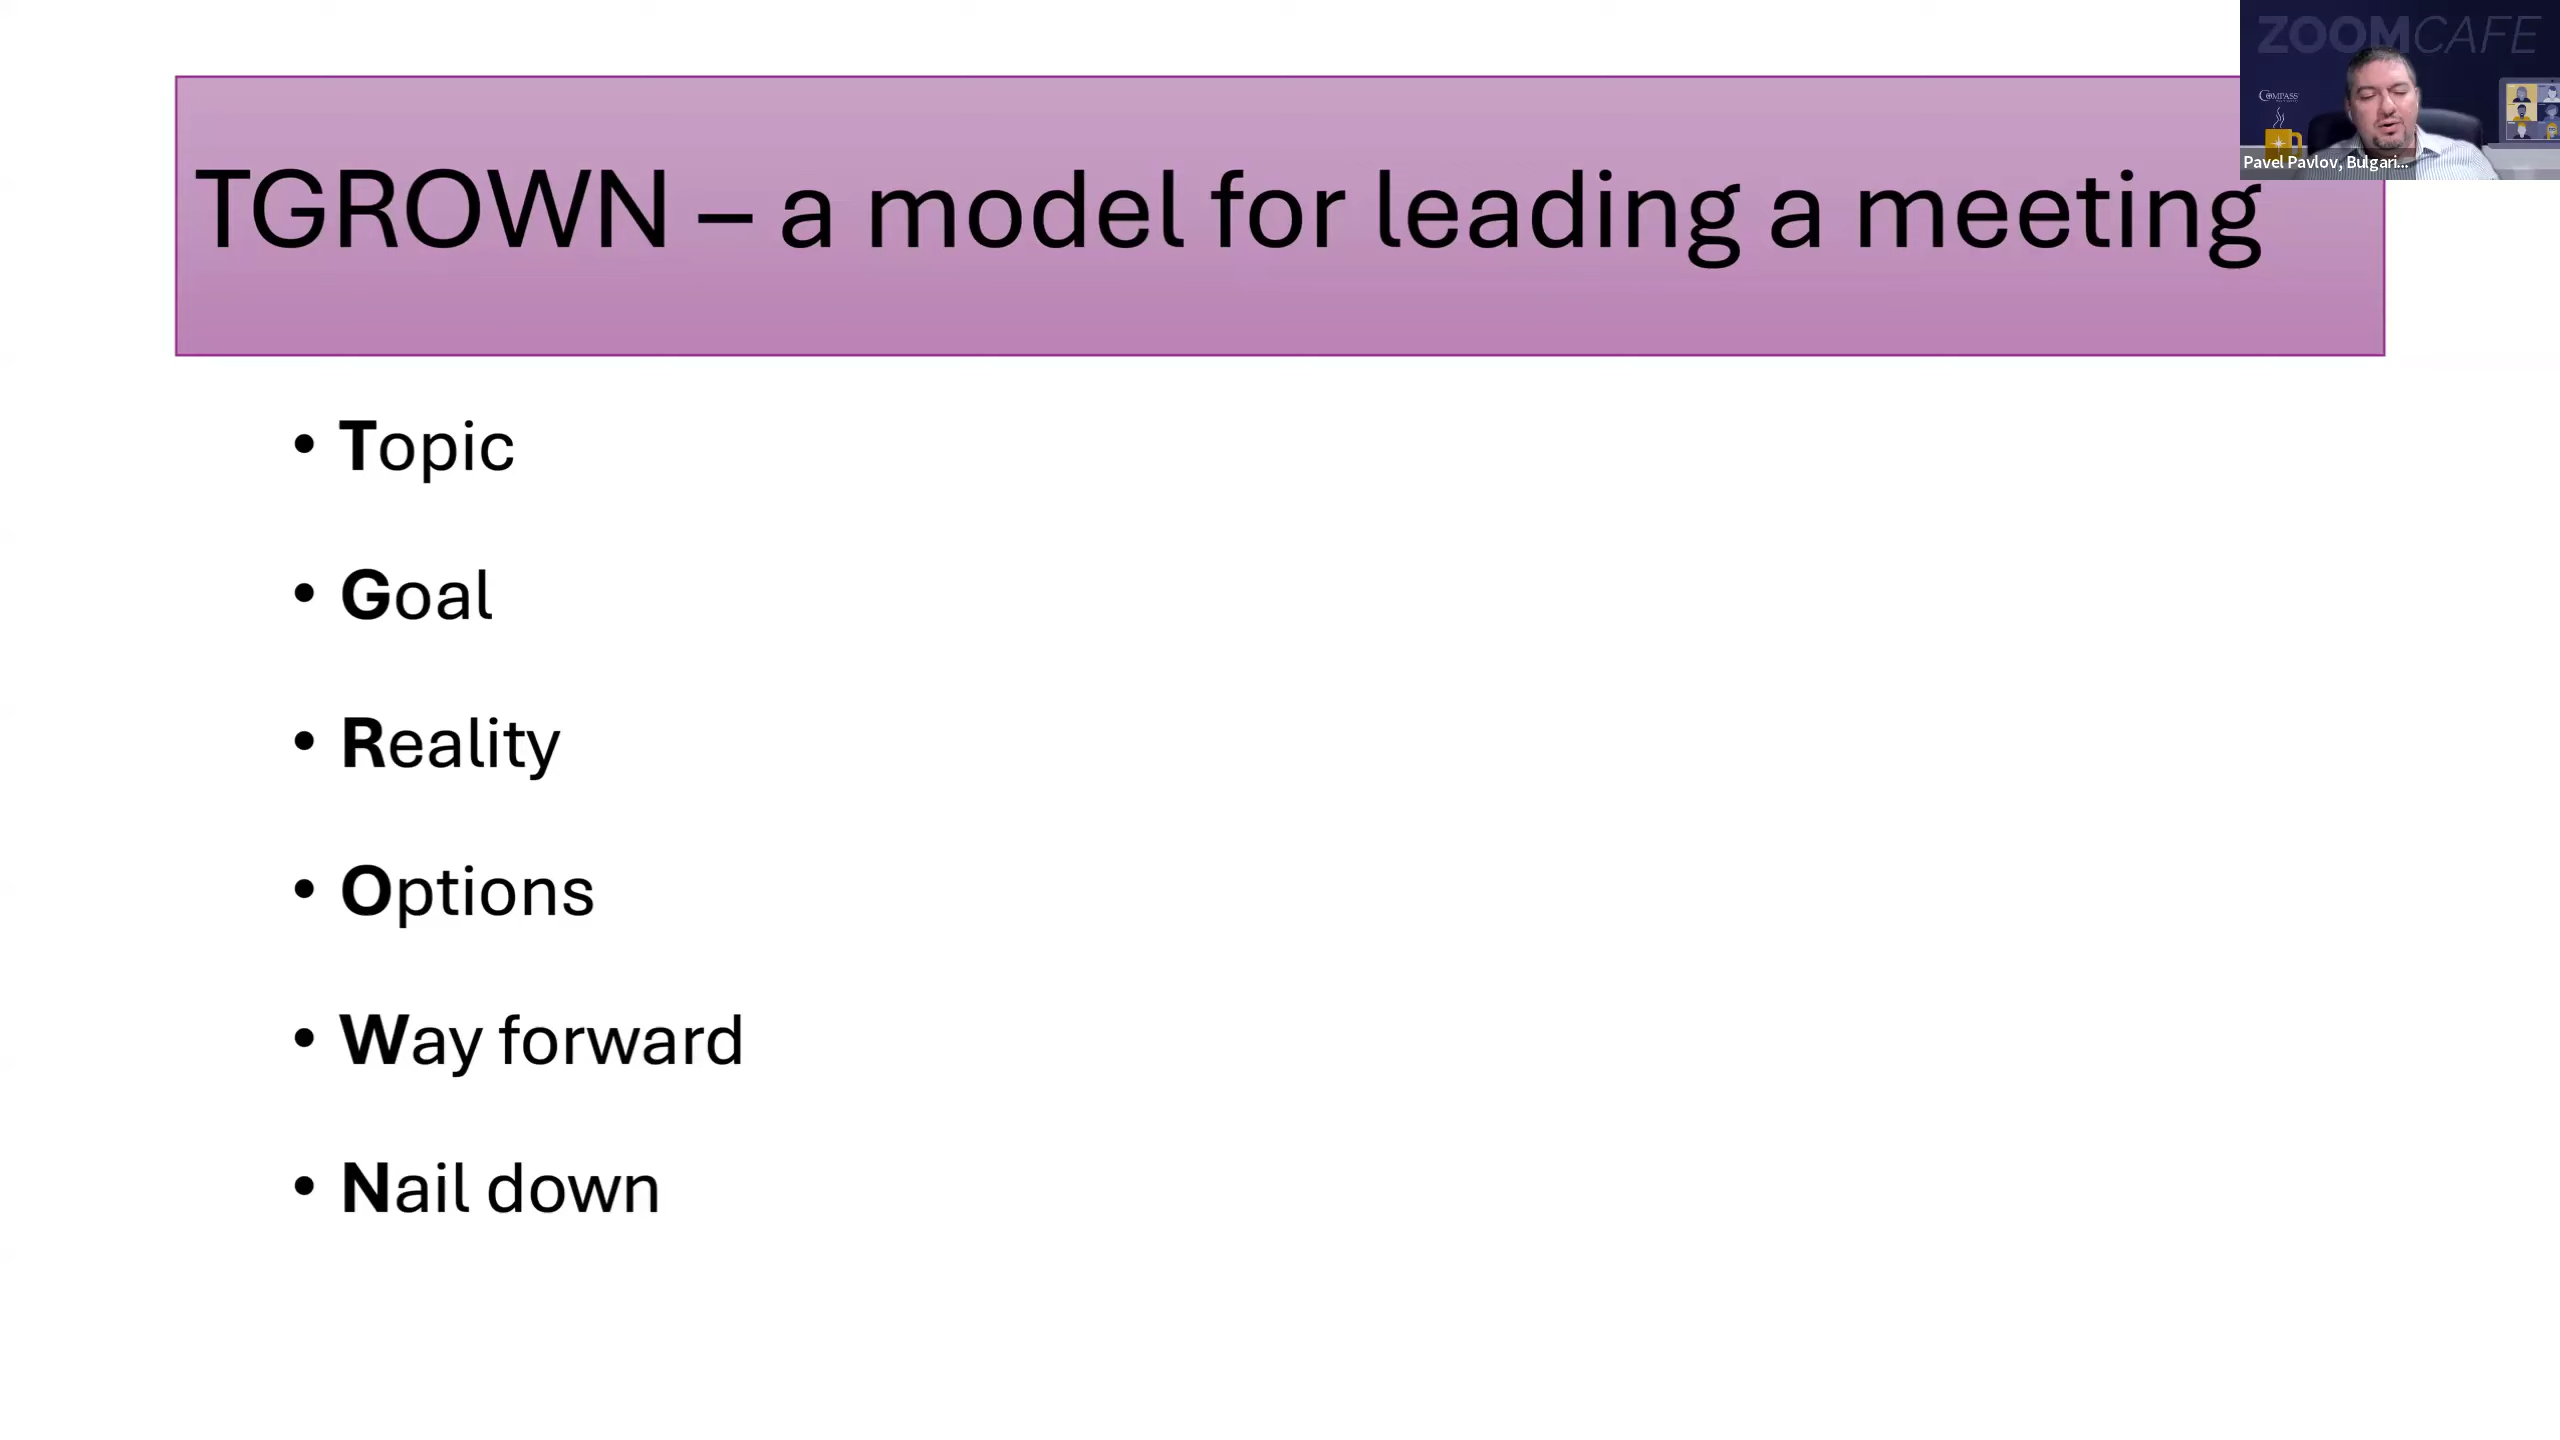 ZOOMCAFE
COMPASS
Pavel Pavlov, Bulgari...
TGROWN – a model for leading a meeting
• Topic
• Goal
• Reality
• Options
• Way forward
• Nail down